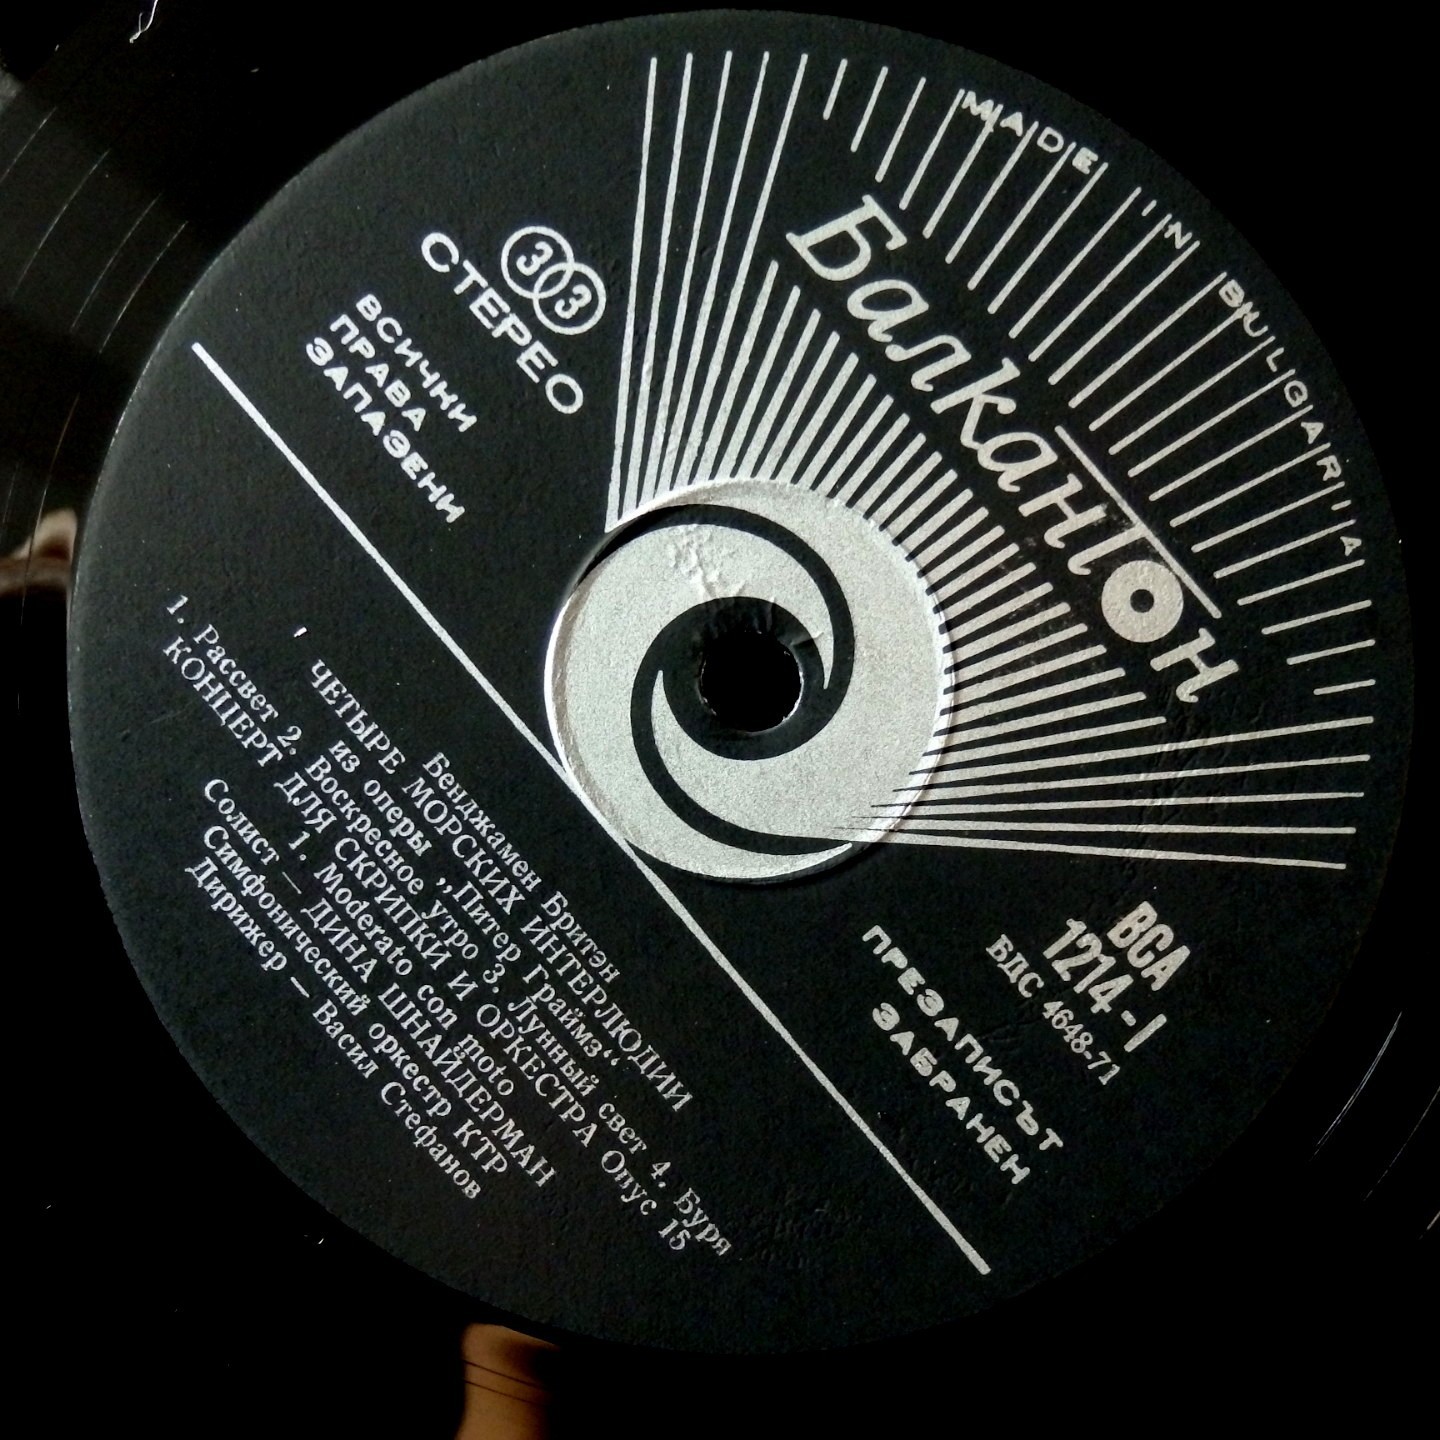 MADE IN BULGARIA
Балкантон
33
СТЕРЕО
ВСИЧКИ
ПРАВА
ЗАПАЗЕНИ
ВСА
1214-I
БДС 4648-71
ПРЕЗАПИСЪТ
ЗАБРАНЕН
Бенджамен Бритэн
ЧЕТЫРЕ МОРСКИХ ИНТЕРЛЮДИИ
из оперы „Питер Граймз“
1. Рассвет 2. Воскресное утро 3. Лунный свет 4. Буря
КОНЦЕРТ ДЛЯ СКРИПКИ И ОРКЕСТРА Опус 15
1. Moderato con moto
Солист — ДИНА ШНАЙДЕРМАН
Симфонический оркестр КТР
Дирижер — Васил Стефанов